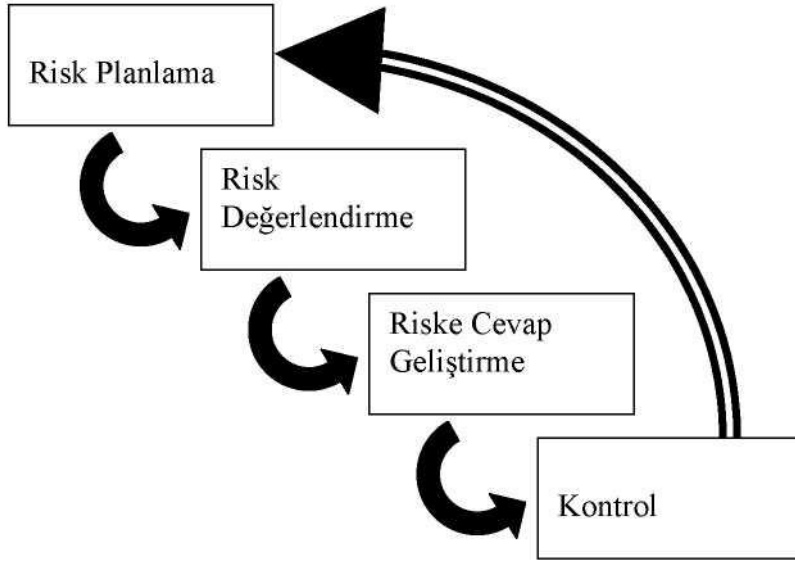 Risk Planlama
Risk
Değerlendirme
Riske Cevap
Geliştirme
Kontrol